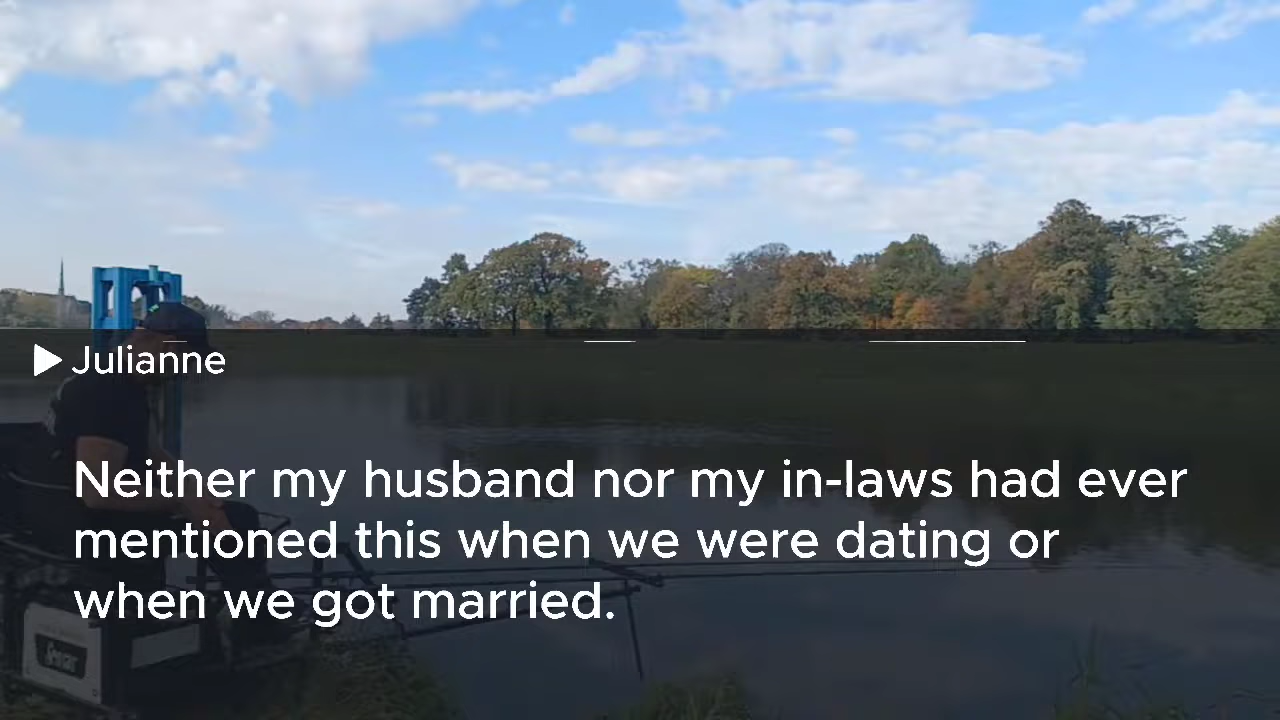 Julianne
Neither my husband nor my in-laws had ever
mentioned this when we were dating or
when we got married.